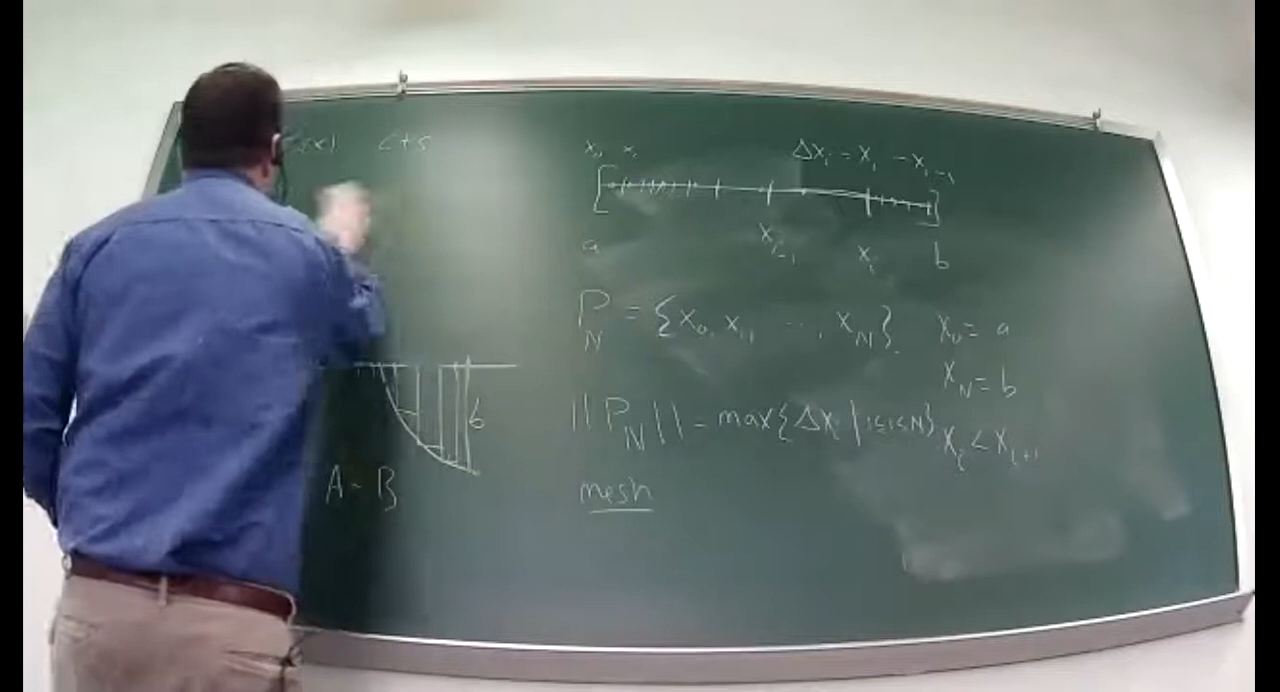 c+s
x₀ x₁ Δxᵢ = xᵢ - xᵢ₋₁
[ ]
a xᵢ₋₁ xᵢ b
P_N = {x₀, x₁, ..., x_N} x₀ = a
x_N = b
||P_N|| = max{Δxᵢ | 1≤i≤N} xᵢ < xᵢ₊₁
b
A - B
mesh